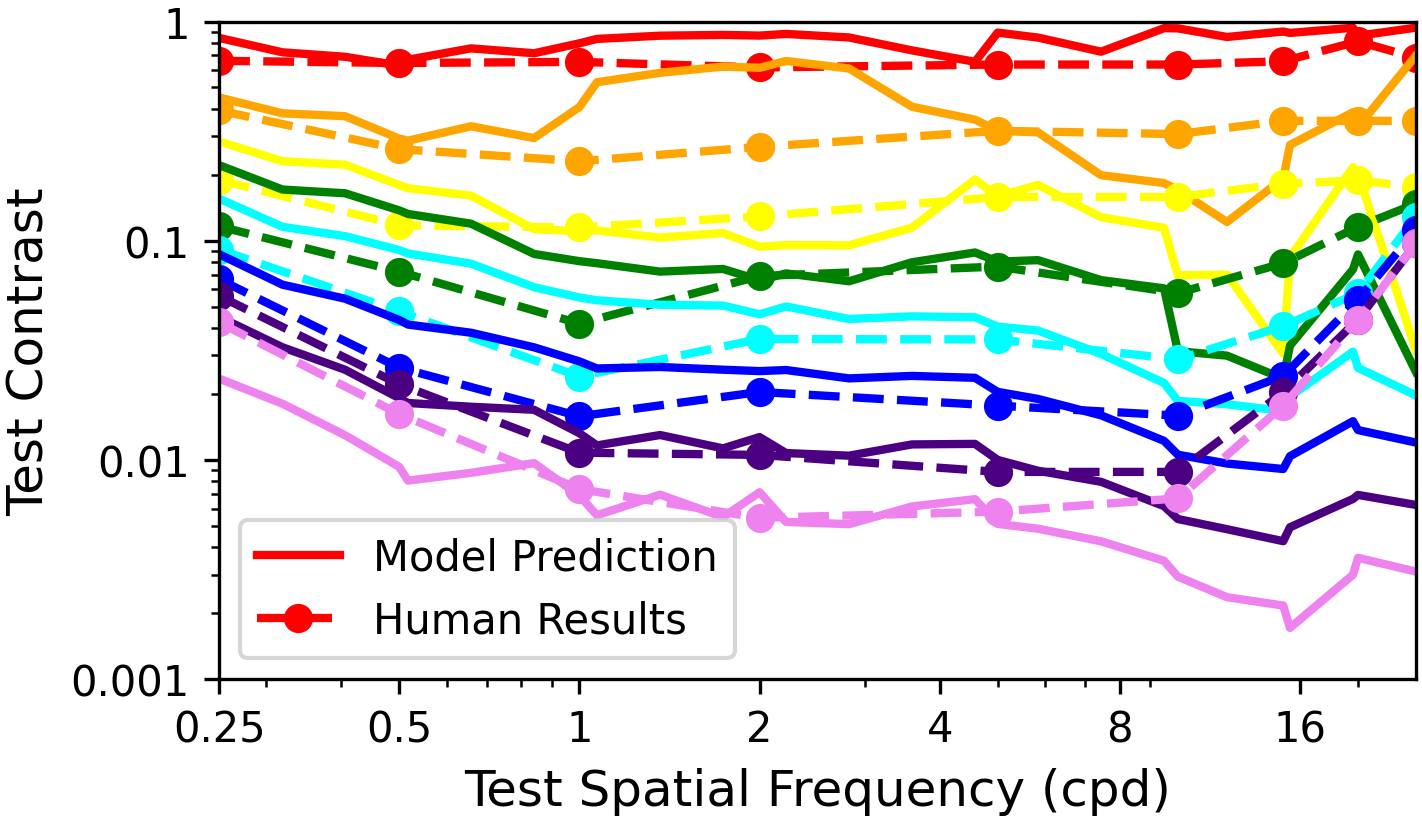 1
0.1
0.01
0.001
Test Contrast
Model Prediction
Human Results
0.25 0.5 1 2 4 8 16
Test Spatial Frequency (cpd)